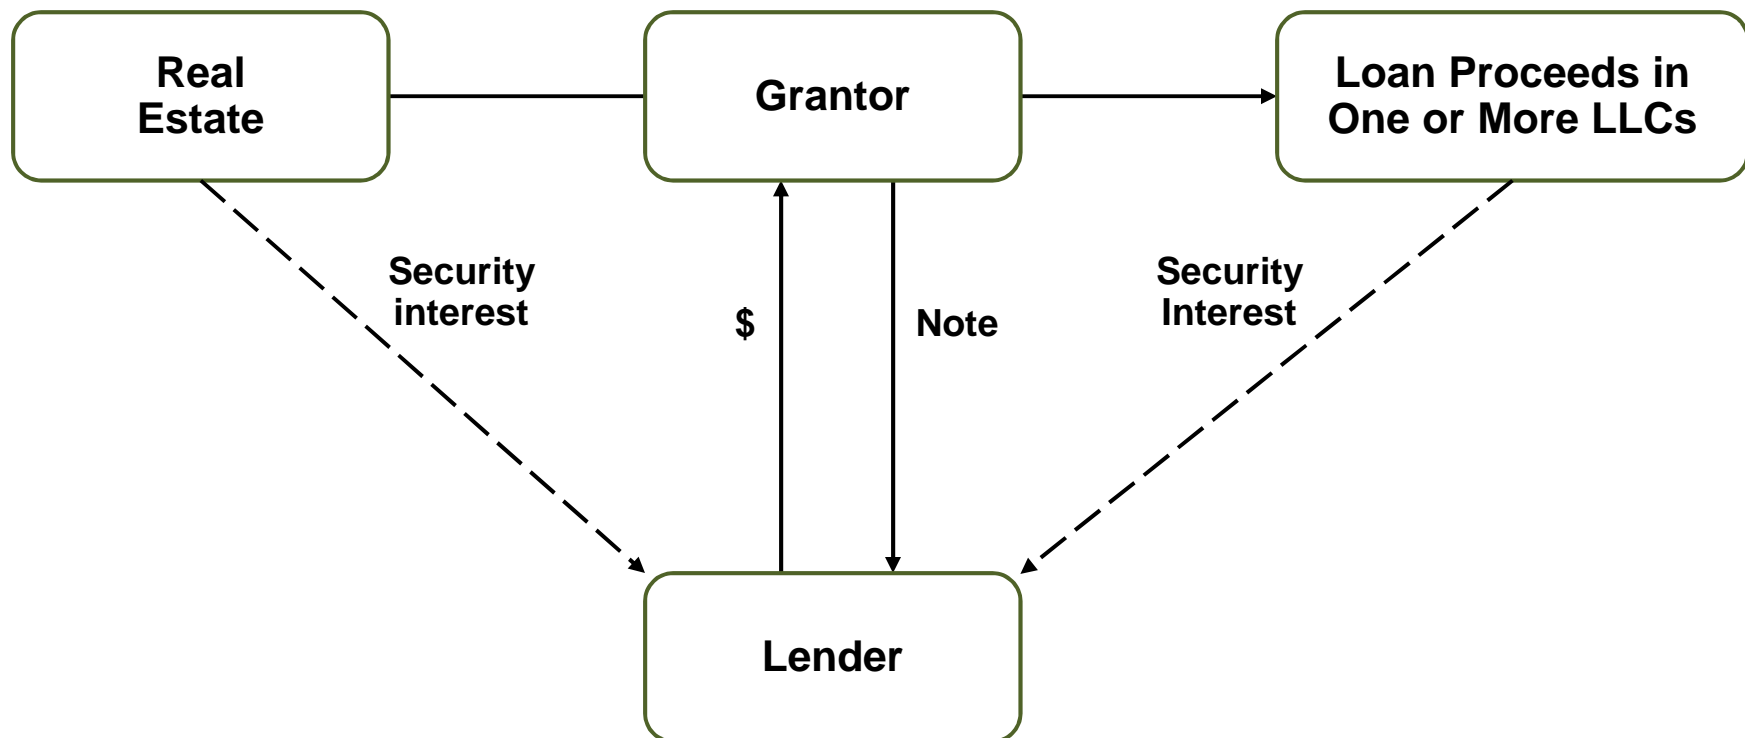 Real
Estate
Grantor
Loan Proceeds in
One or More LLCs
Security
interest
$
Note
Security
Interest
Lender